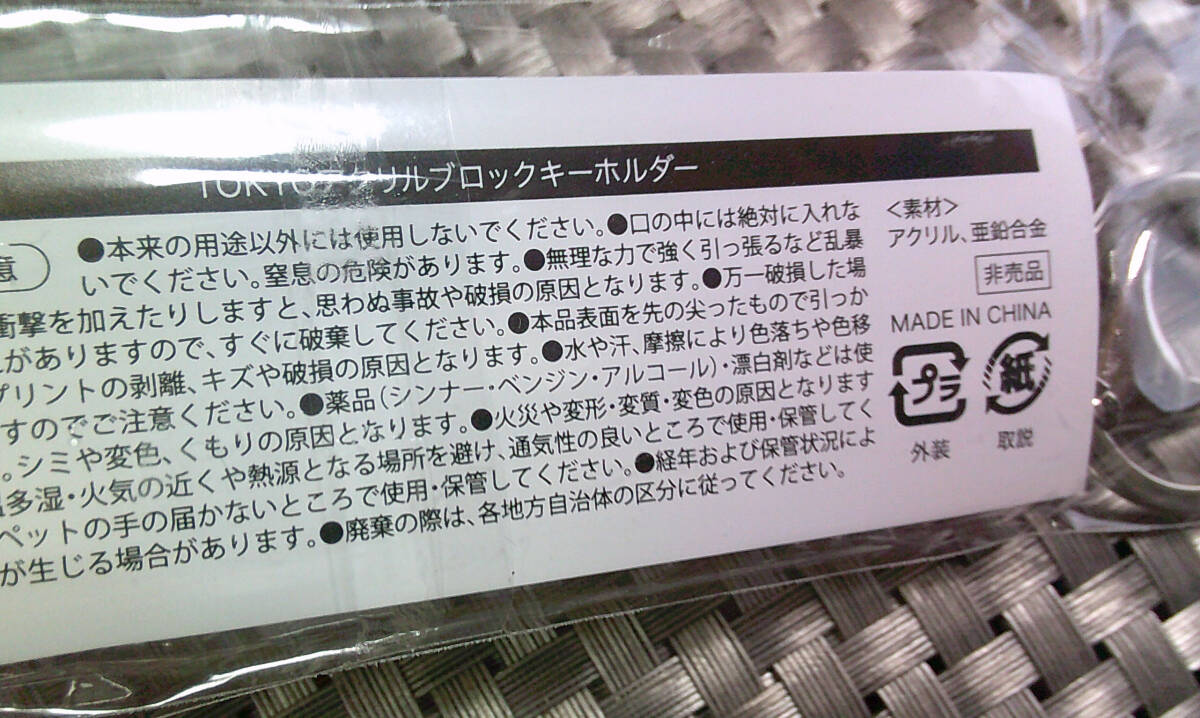 TOKYOアクリルブロックキーホルダー
意
●本来の用途以外には使用しないでください。●口の中には絶対に入れな
いでください。窒息の危険があります。●無理な力で強く引っ張るなど乱暴
衝撃を加えたりしますと、思わぬ事故や破損の原因となります。●万一破損した場
がありますので、すぐに破棄してください。●本品表面を先の尖ったもので引っか
プリントの剥離、キズや破損の原因となります。●水や汗、摩擦により色落ちや色移
すのでご注意ください。●薬品(シンナー・ベンジン・アルコール)・漂白剤などは使
。シミや変色、くもりの原因となります。●火災や変形・変質・変色の原因となります
多湿・火気の近くや熱源となる場所を避け、通気性の良いところで使用・保管してく
ペットの手の届かないところで使用・保管してください。●経年および保管状況によ
が生じる場合があります。●廃棄の際は、各地方自治体の区分に従ってください。
<素材>
アクリル、亜鉛合金
非売品
MADE IN CHINA
プラ 紙
外装 取説